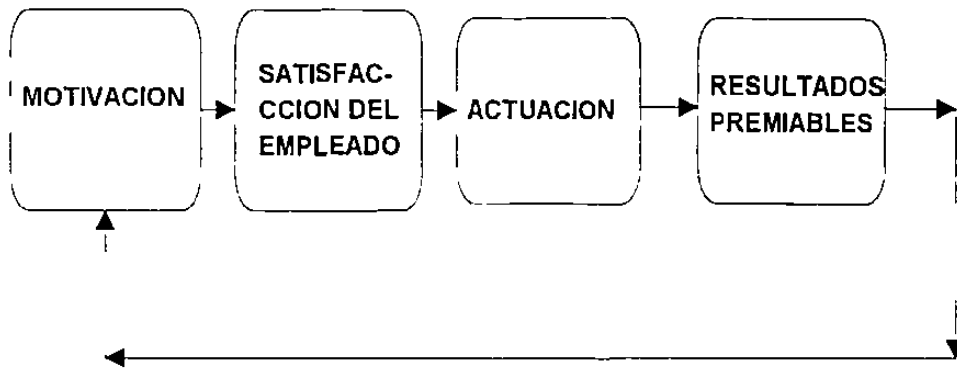 MOTIVACION
SATISFAC-
CCION DEL
EMPLEADO
ACTUACION
RESULTADOS
PREMIABLES